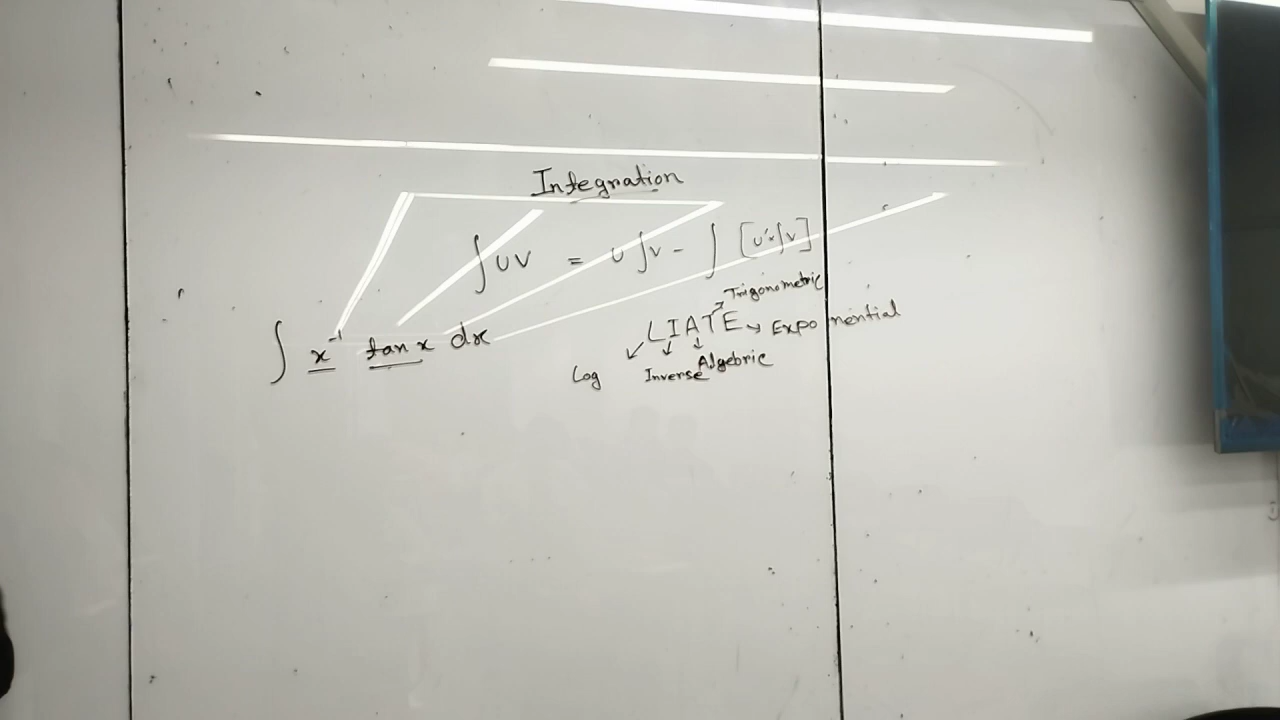 Integration
∫ UV = U ∫V - ∫ [U'×∫V]
Trigonometric
∫ x⁻¹ tan x dx
LIATE → Exponential
Log Inverse Algebric